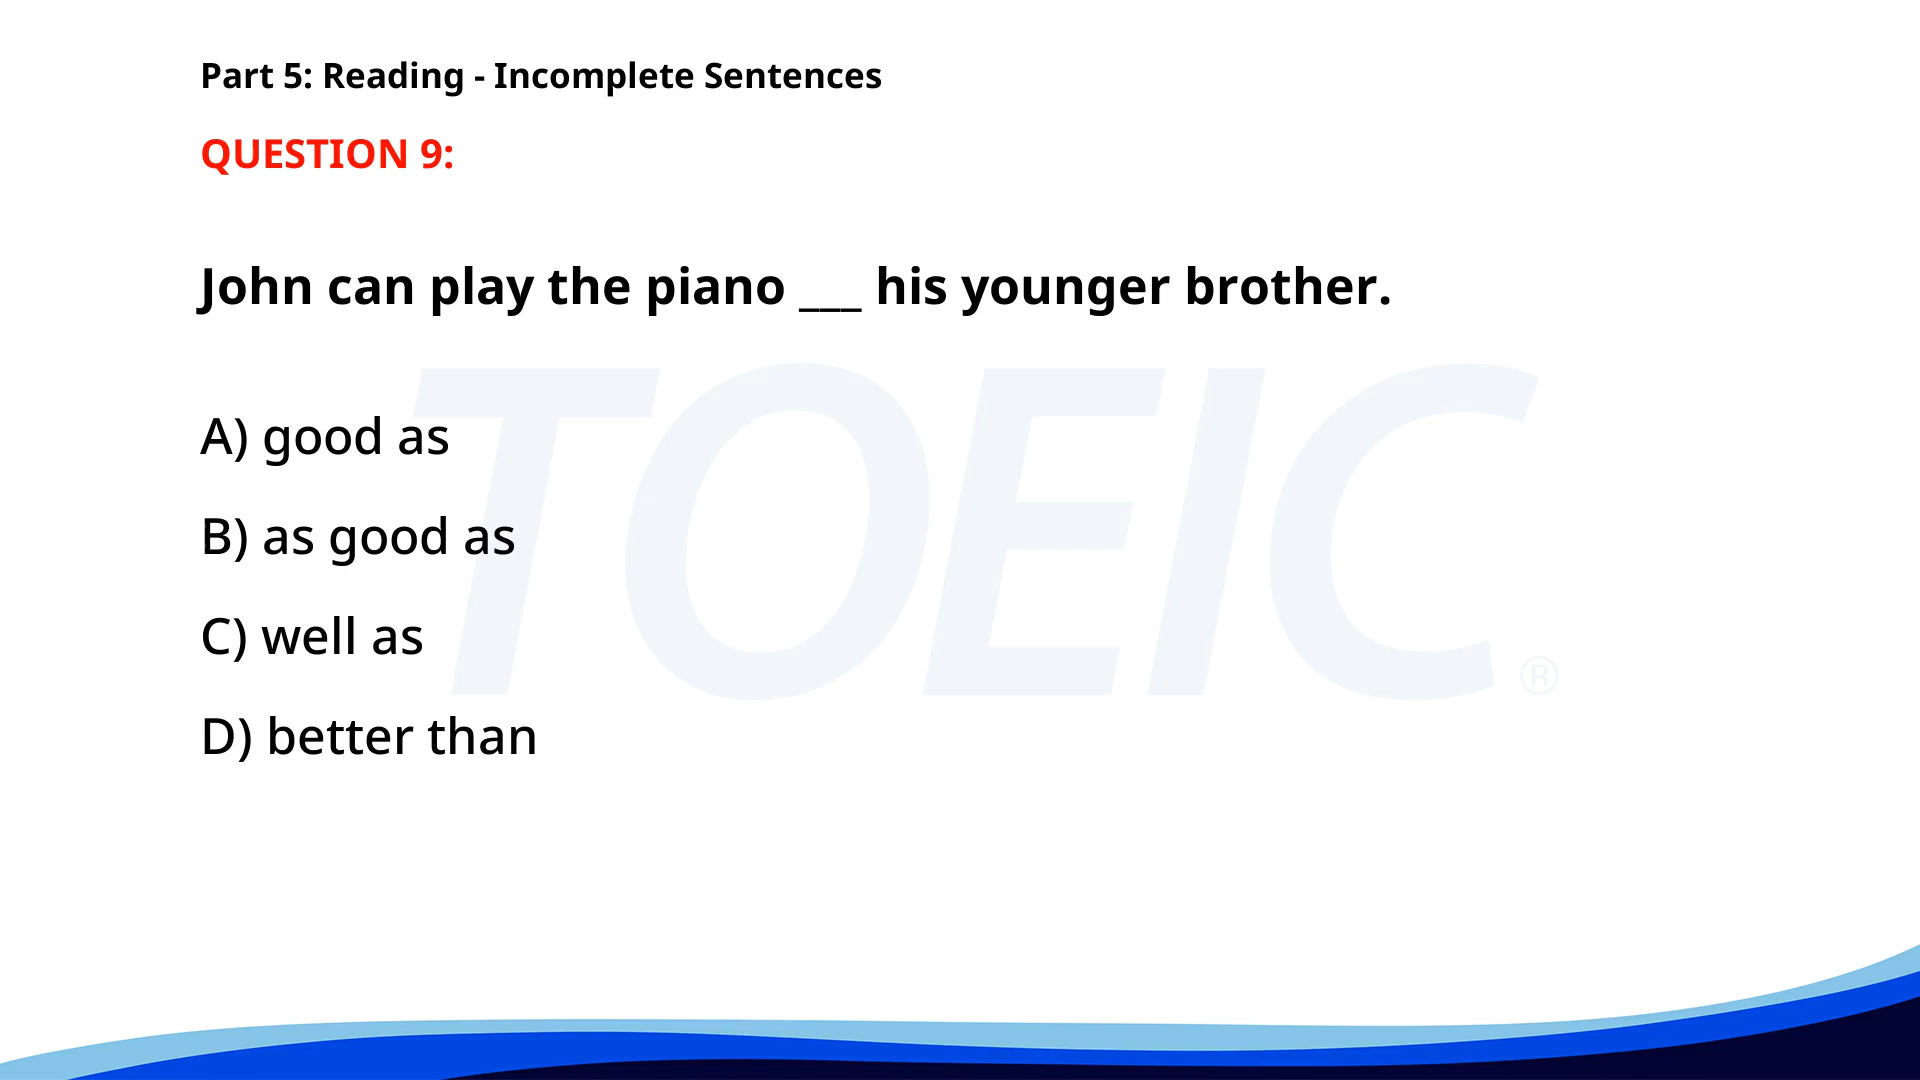 Part 5: Reading - Incomplete Sentences
QUESTION 9:
John can play the piano ___ his younger brother.
A) good as
B) as good as
C) well as
D) better than
TOEIC®